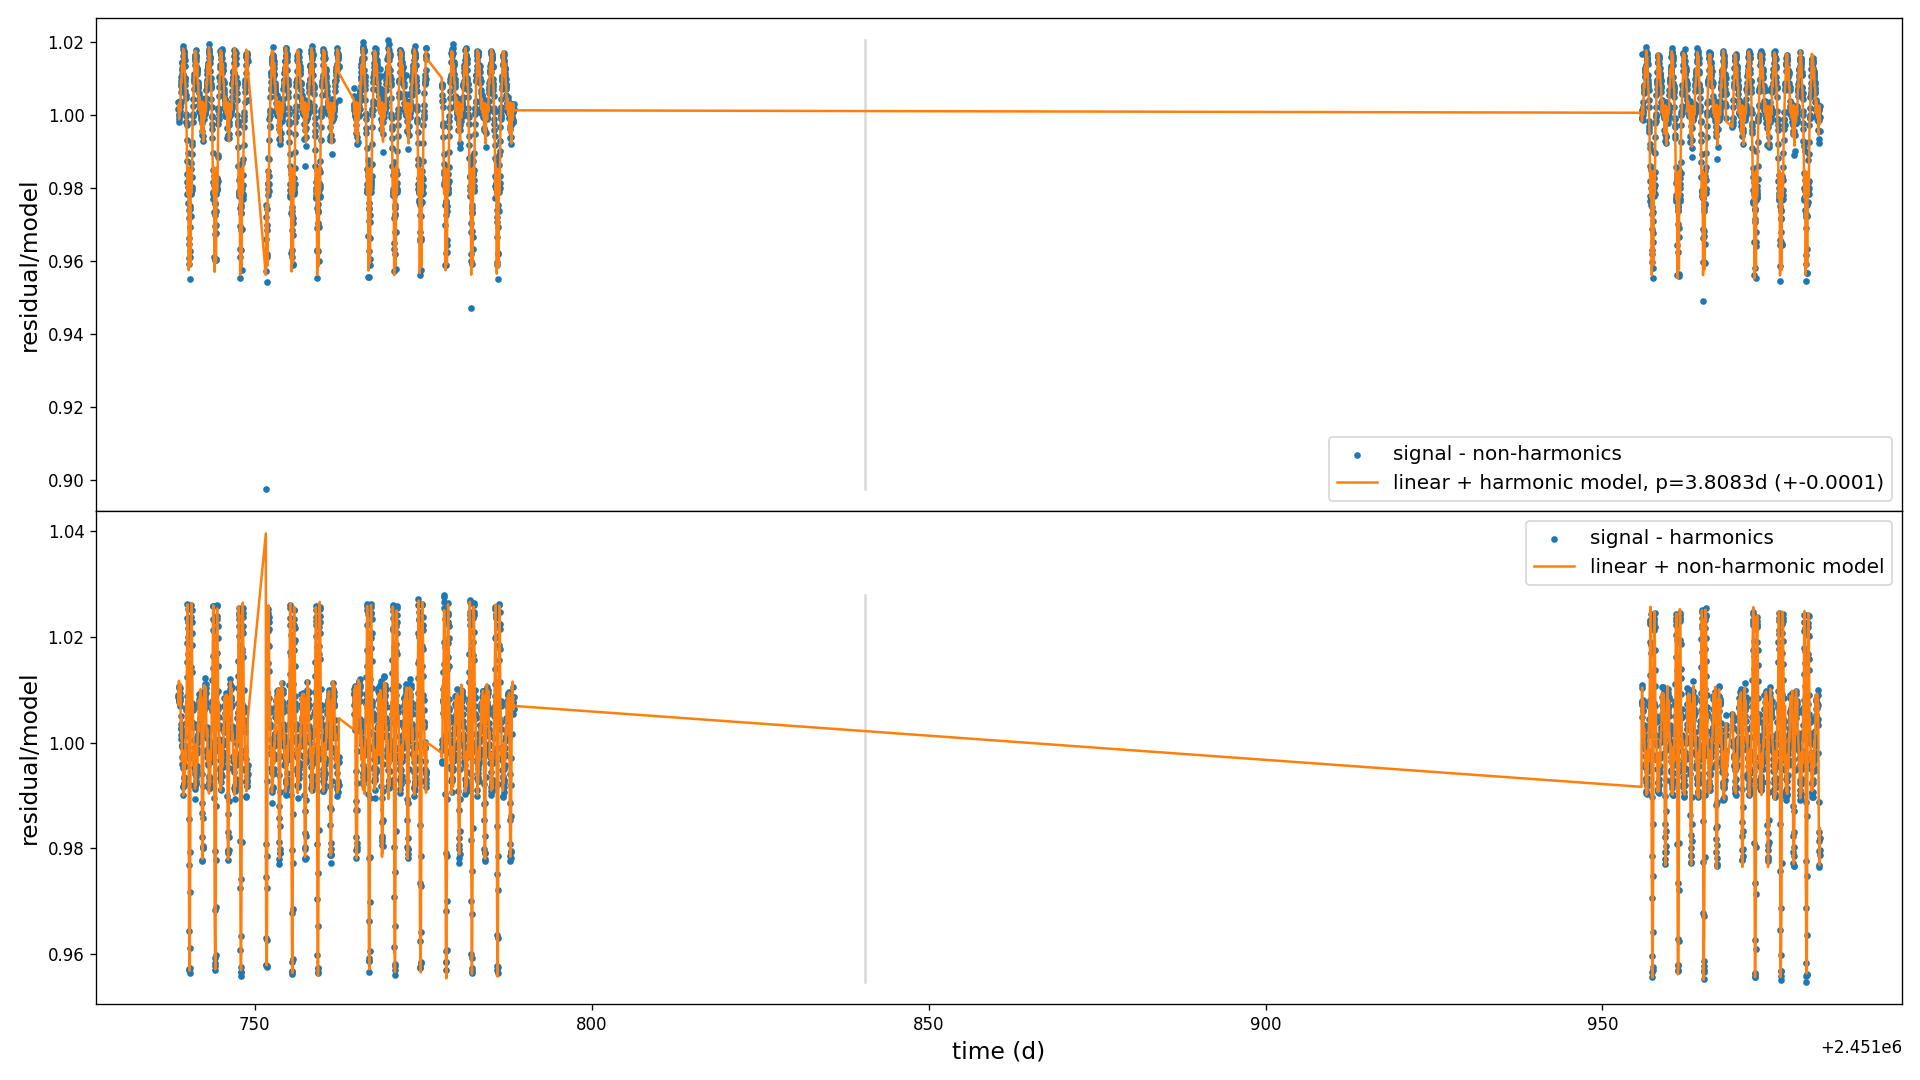 1.02
1.00
0.98
0.96
0.94
0.92
0.90
residual/model
signal - non-harmonics
linear + harmonic model, p=3.8083d (+-0.0001)
1.04
1.02
1.00
0.98
0.96
residual/model
signal - harmonics
linear + non-harmonic model
750
800
850
900
950
time (d)
+2.451e6